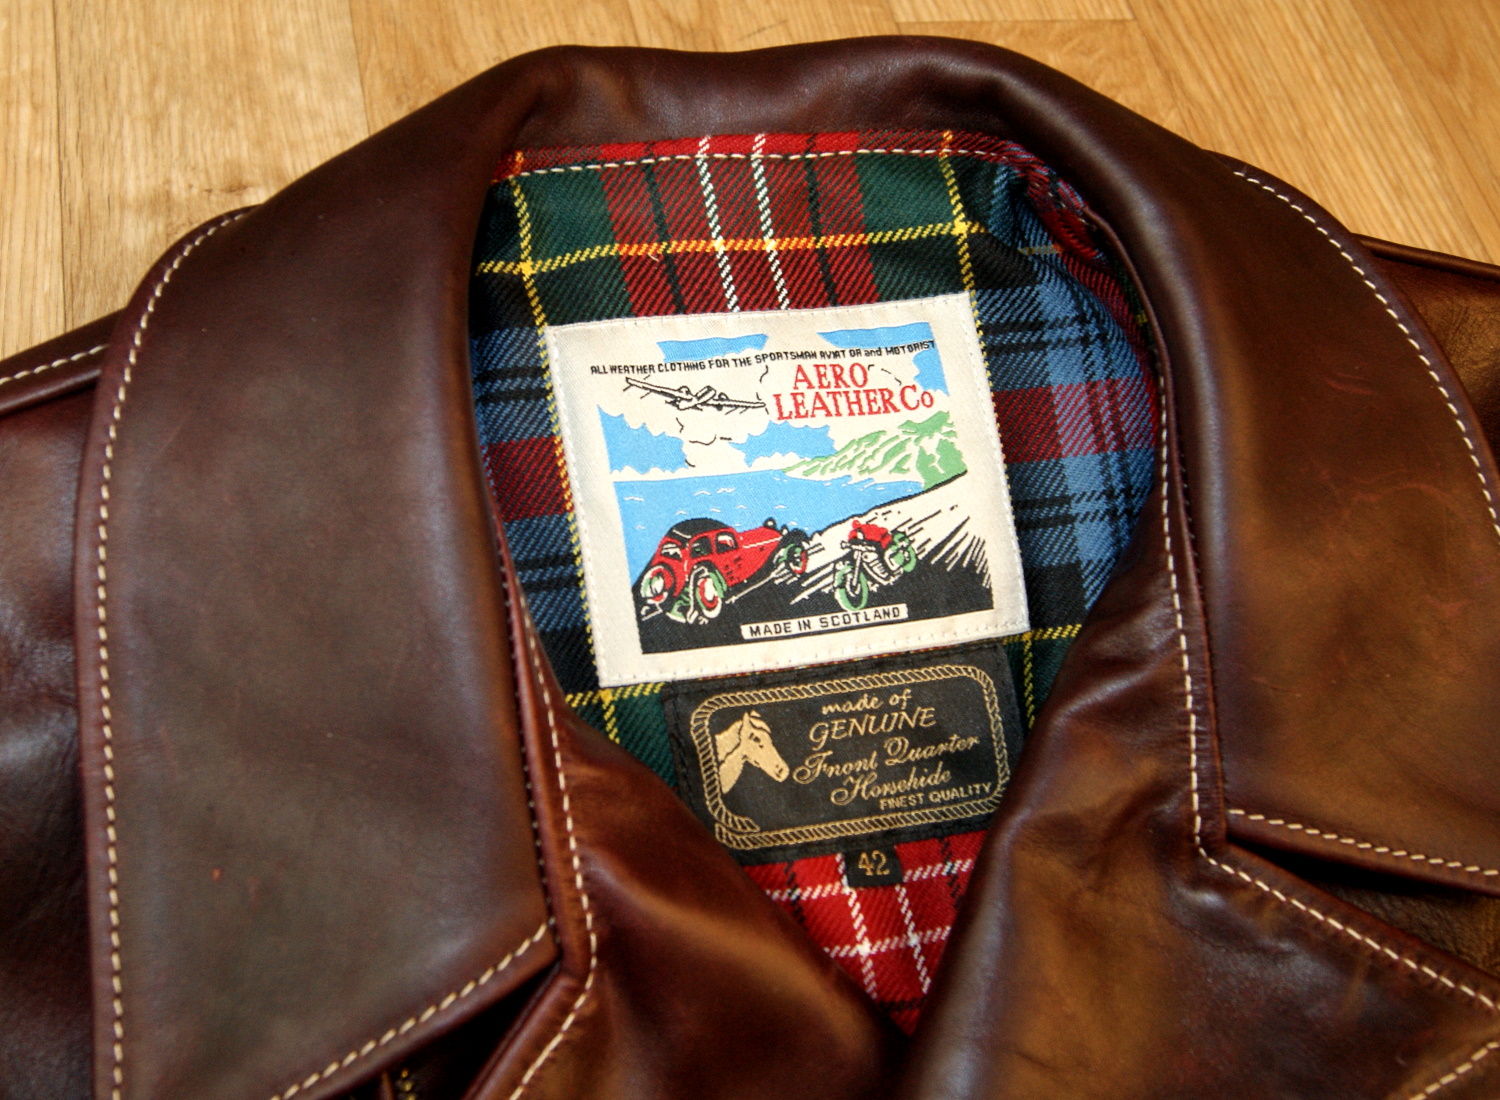 ALL WEATHER CLOTHING FOR THE SPORTSMAN AVIATOR and MOTORIST
AERO
LEATHER Co
MADE IN SCOTLAND
made of
GENUINE
Front Quarter
Horsehide
FINEST QUALITY
42